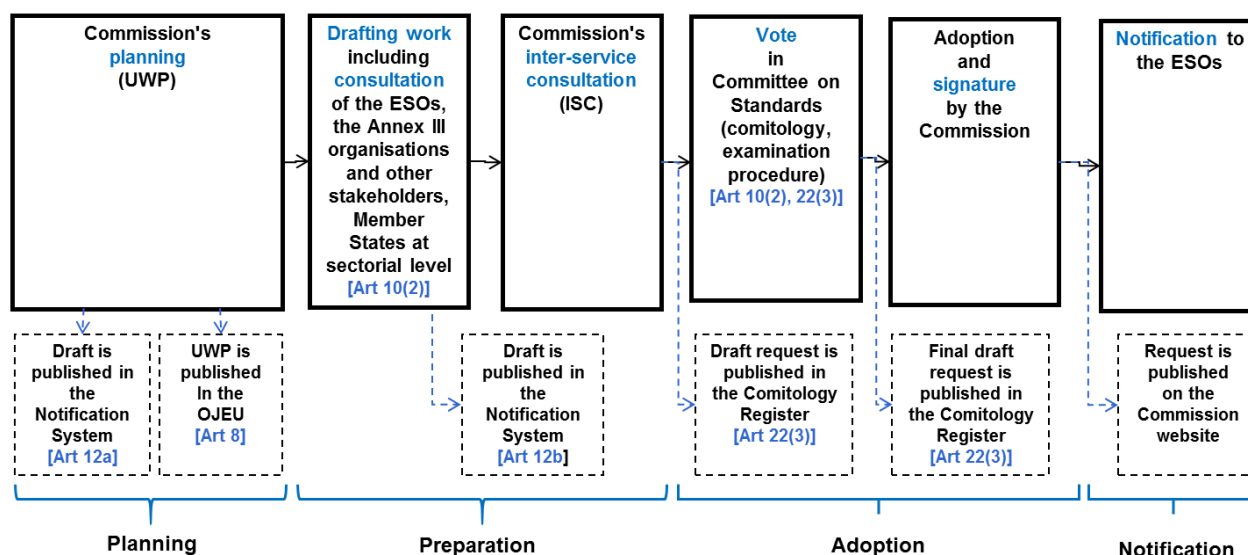 Commission's
planning
(UWP)
Drafting work
including
consultation
of the ESOs,
the Annex III
organisations
and other
stakeholders,
Member
States at
sectorial level
[Art 10(2)]
Commission's
inter-service
consultation
(ISC)
Vote
in
Committee on
Standards
(comitology,
examination
procedure)
[Art 10(2), 22(3)]
Adoption
and
signature
by the
Commission
Notification to
the ESOs
Draft is
published in
the
Notification
System
[Art 12a]
UWP is
published
In the
OJEU
[Art 8]
Draft is
published in
the
Notification
System
[Art 12b]
Draft request is
published in
the Comitology
Register
[Art 22(3)]
Final draft
request is
published in
the Comitology
Register
[Art 22(3)]
Request is
published
on the
Commission
website
Planning
Preparation
Adoption
Notification